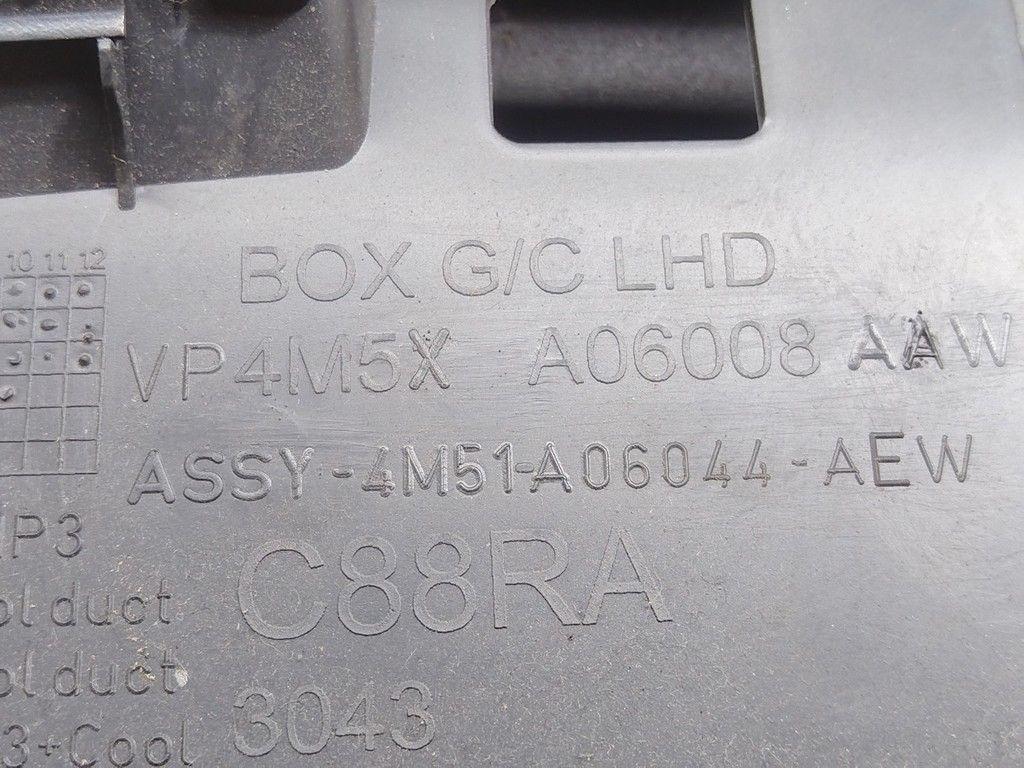 10 11 12
BOX G/C LHD
VP4M5X A06008 AAW
ASSY-4M51-A06044-AEW
P3
C88RA
ol duct
ol duct
3043
3+Cool